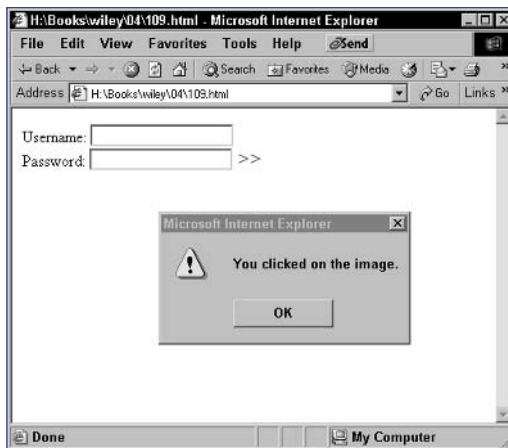 H:\Books\wiley\04\109.html - Microsoft Internet Explorer
File Edit View Favorites Tools Help Send
Back Search Favorites Media »
Address H:\Books\wiley\04\109.html Go Links »
Username:
Password: >>
Microsoft Internet Explorer
You clicked on the image.
OK
Done My Computer